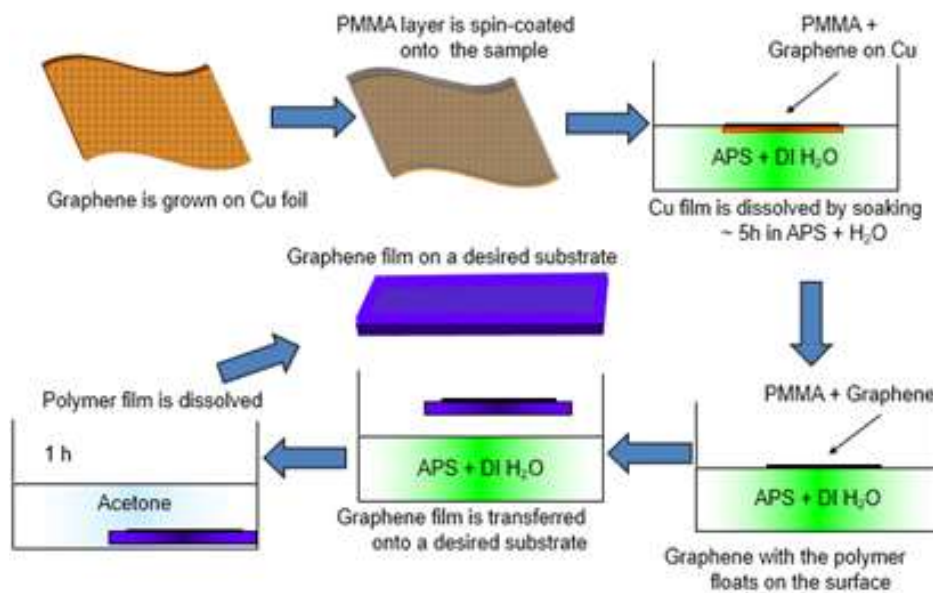 PMMA layer is spin-coated
onto the sample
Graphene is grown on Cu foil
PMMA +
Graphene on Cu
APS + DI H₂O
Cu film is dissolved by soaking
~ 5h in APS + H₂O
PMMA + Graphene
APS + DI H₂O
Graphene with the polymer
floats on the surface
APS + DI H₂O
Graphene film is transferred
onto a desired substrate
Polymer film is dissolved
1 h
Acetone
Graphene film on a desired substrate